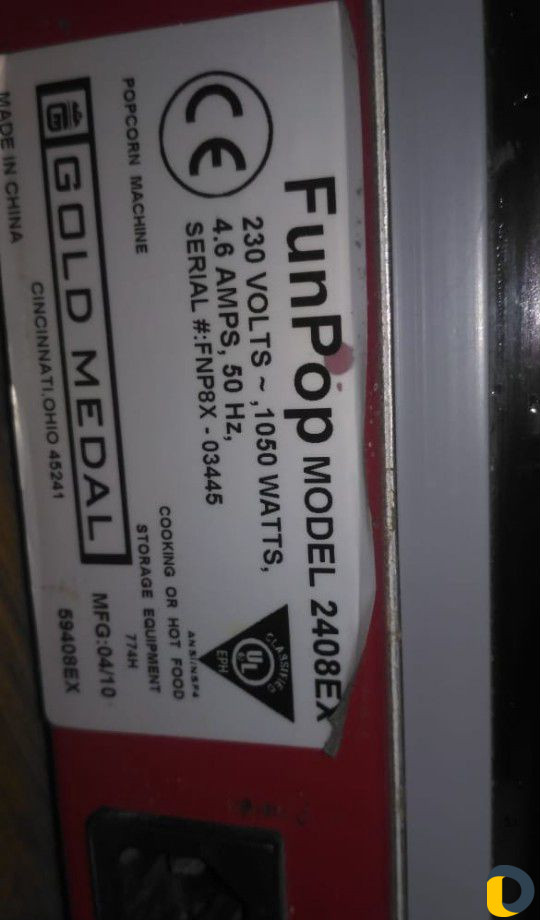 FunPop MODEL 2408EX
230 VOLTS ~ ,1050 WATTS,
4.6 AMPS, 50 Hz,
SERIAL #:FNP8X - 03445
CE
POPCORN MACHINE
CLASSIFIED
UL
EPH
ANSI/NSF4
COOKING OR HOT FOOD
STORAGE EQUIPMENT
774H
GOLD MEDAL
CINCINNATI.OHIO 45241
MFG:04/10
59408EX
MADE IN CHINA